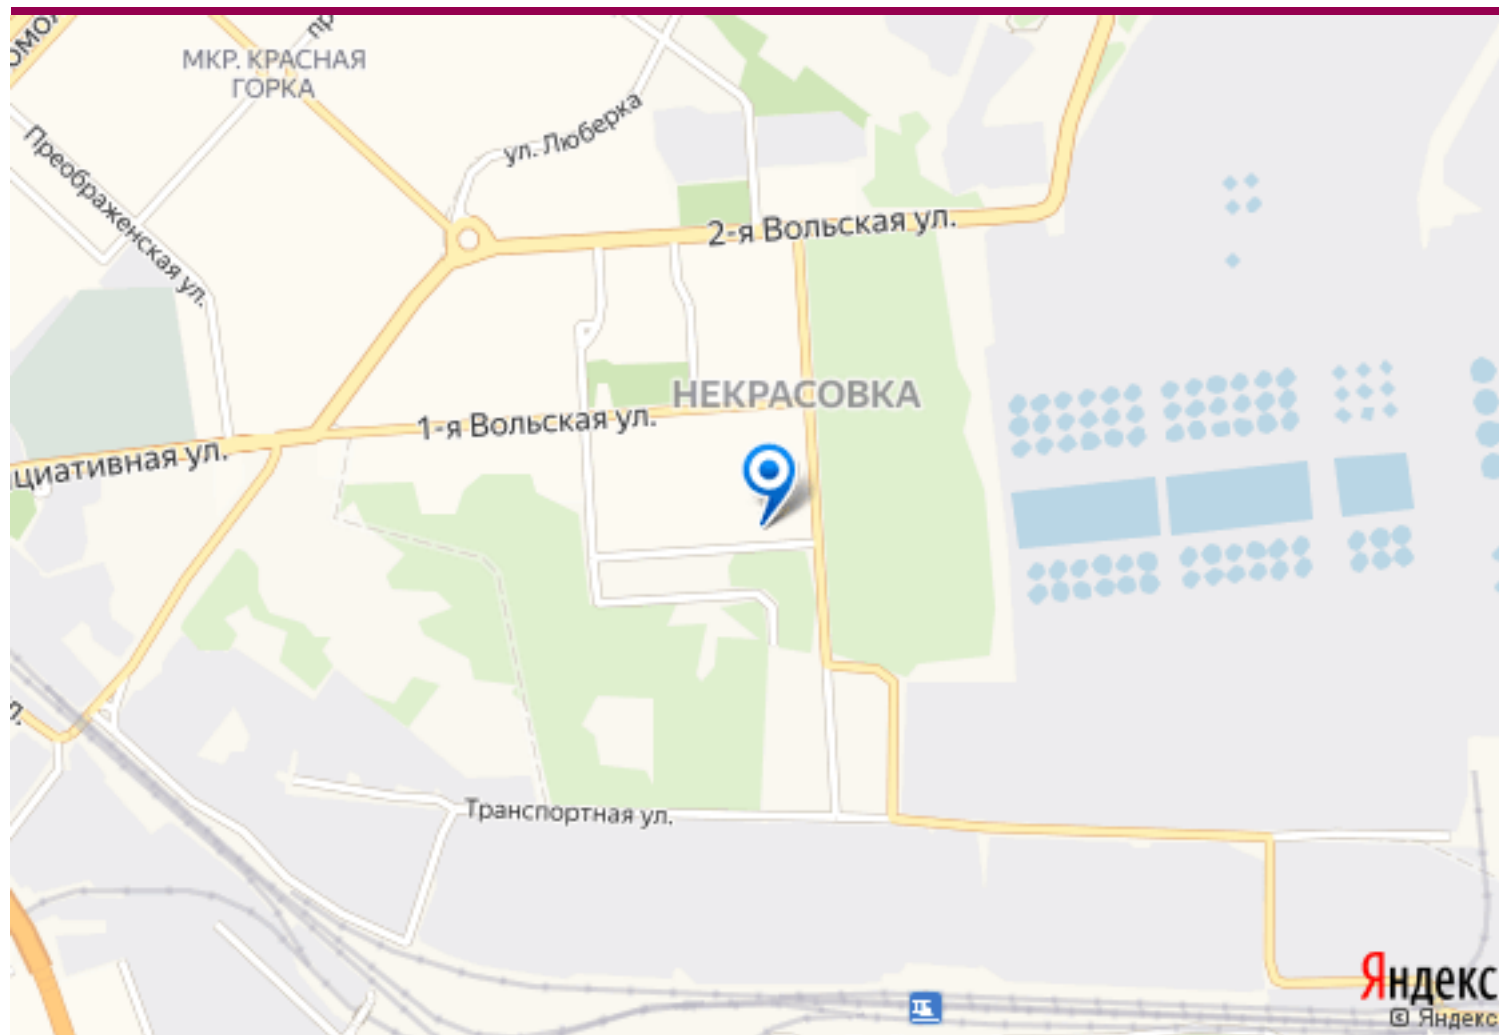 МКР. КРАСНАЯ
ГОРКА
ул. Люберка
Преображенская ул.
2-я Вольская ул.
НЕКРАСОВКА
1-я Вольская ул.
циативная ул.
Транспортная ул.
Яндекс
© Яндекс